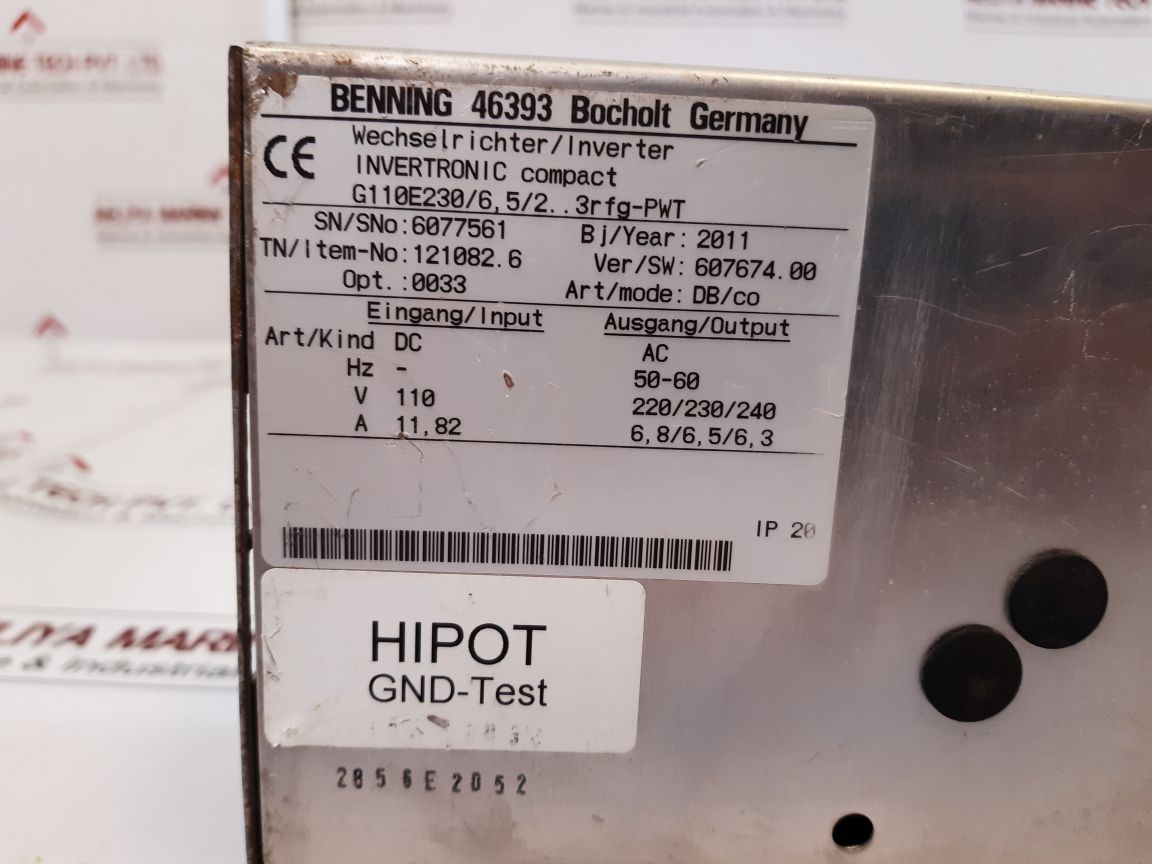 BENNING 46393 Bocholt Germany
CE
Wechselrichter/Inverter
INVERTRONIC compact
G110E230/6,5/2..3rfg-PWT
SN/SNo:6077561 Bj/Year: 2011
TN/Item-No:121082.6 Ver/SW: 607674.00
Opt.:0033 Art/mode: DB/co
Eingang/Input Ausgang/Output
Art/Kind DC AC
Hz - 50-60
V 110 220/230/240
A 11,82 6,8/6,5/6,3
IP 20
HIPOT
GND-Test
2856E2052